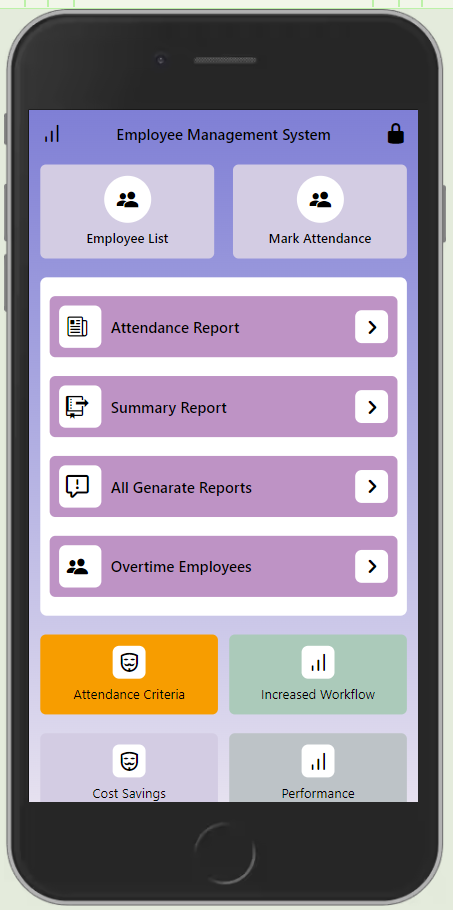 Employee Management System
Employee List
Mark Attendance
Attendance Report
Summary Report
All Genarate Reports
Overtime Employees
Attendance Criteria
Increased Workflow
Cost Savings
Performance